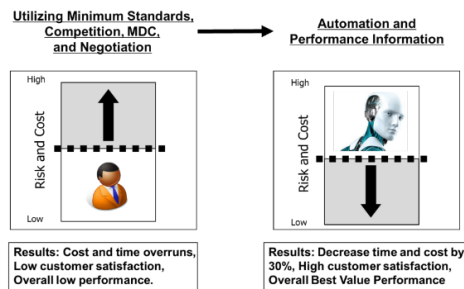 Utilizing Minimum Standards,
Competition, MDC,
and Negotiation
Automation and
Performance Information
High
Risk and Cost
Low
High
Risk and Cost
Low
Results: Cost and time overruns,
Low customer satisfaction,
Overall low performance.
Results: Decrease time and cost by
30%, High customer satisfaction,
Overall Best Value Performance